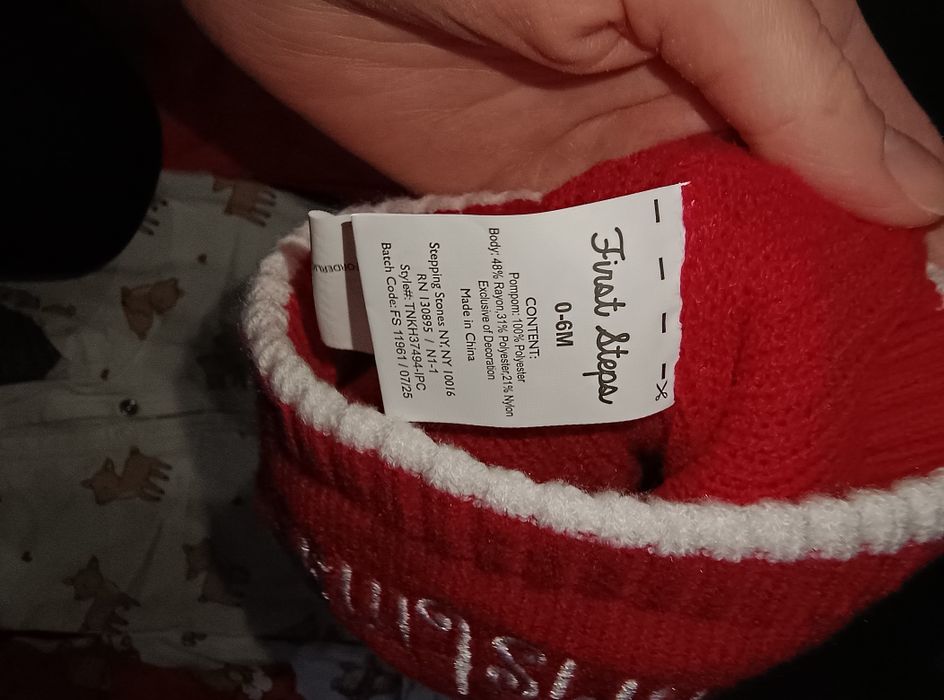 First Steps
0-6M
CONTENT:
Pompom: 100% Polyester
Body: 48% Rayon,31% Polyester,21% Nylon
Exclusive of Decoration
Made in China
Stepping Stones NY, NY 10016
RN 130895 / N1-1
Style#: TNKH37494-IPC
Batch Code: FS 11961 / 07/25